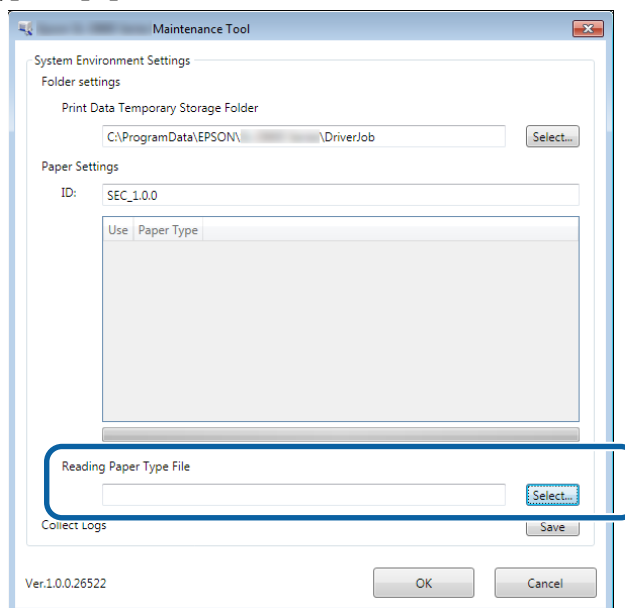 Maintenance Tool
System Environment Settings
Folder settings
Print Data Temporary Storage Folder
C:\ProgramData\EPSON\ \DriverJob
Select...
Paper Settings
ID:
SEC_1.0.0
Use Paper Type
Reading Paper Type File
Select...
Collect Logs
Save
Ver.1.0.0.26522
OK
Cancel